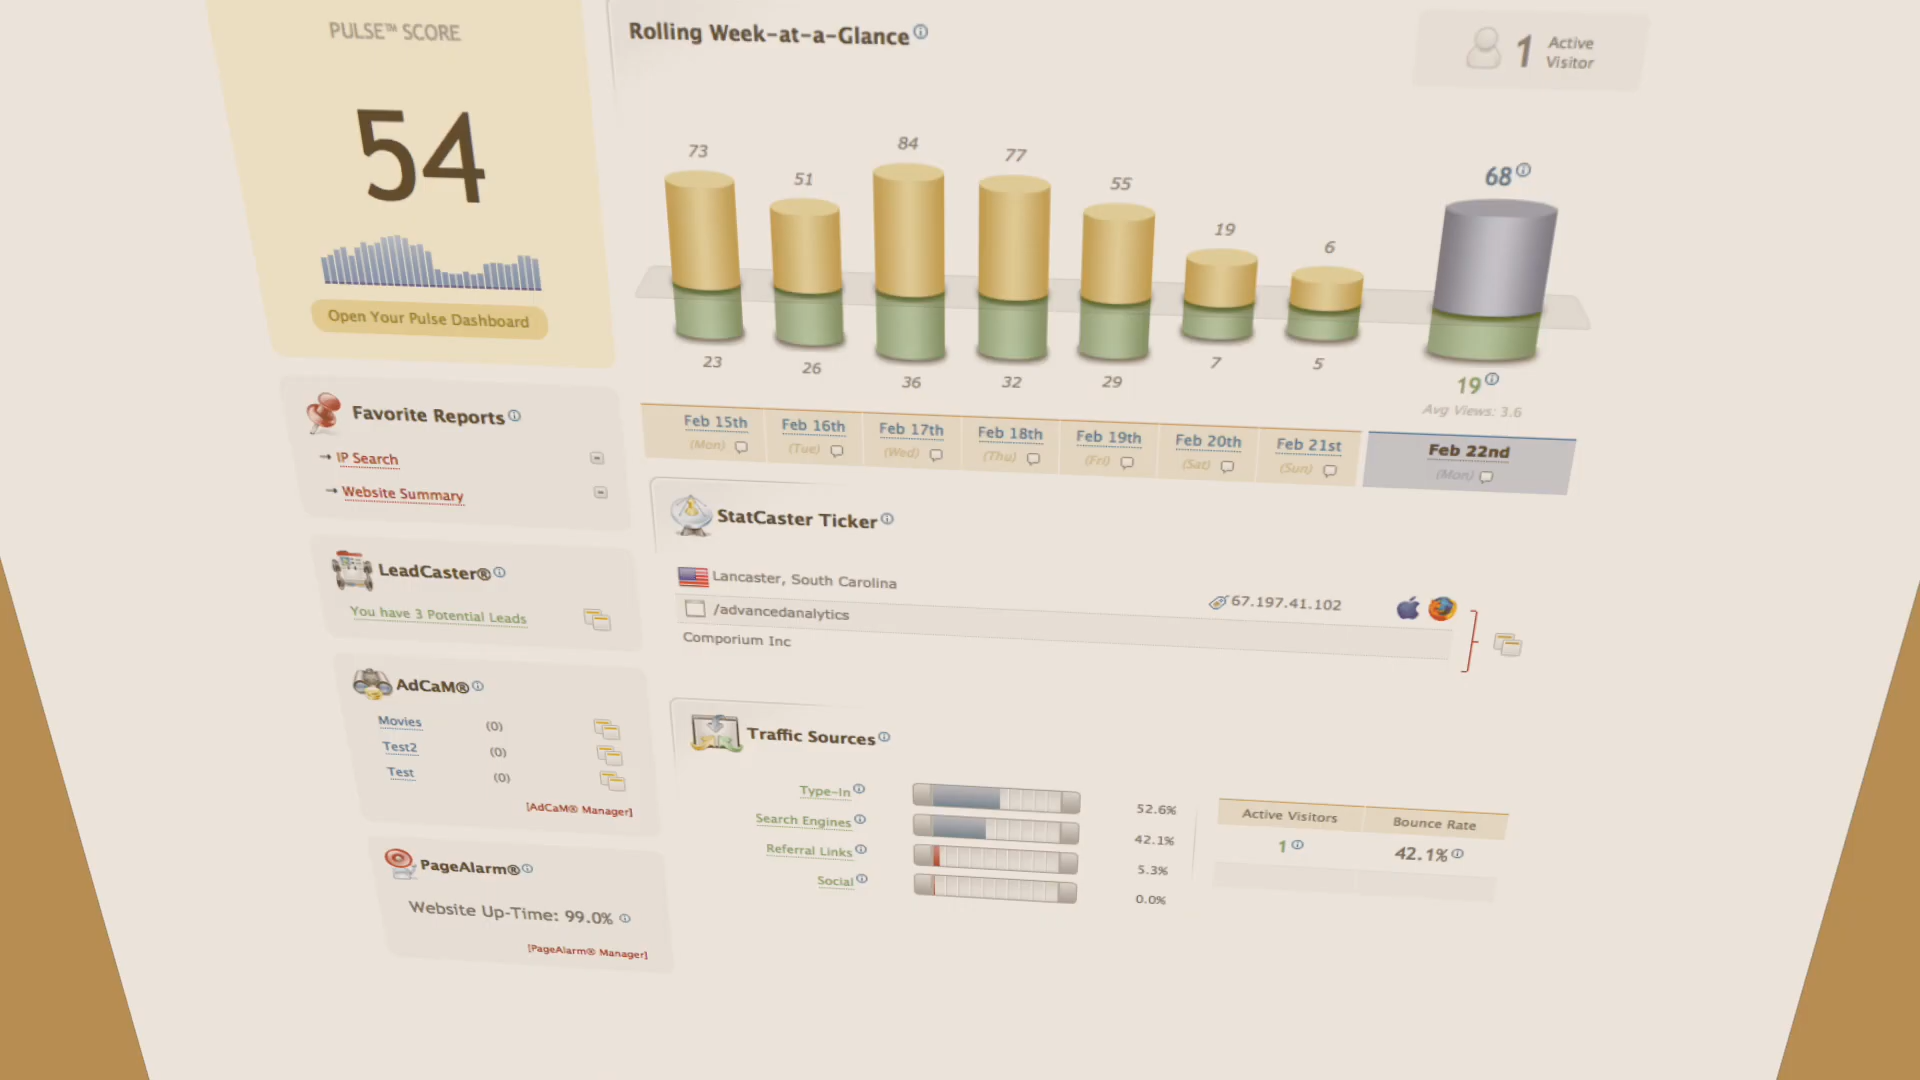 PULSE™ SCORE
54
Open Your Pulse Dashboard
Rolling Week-at-a-Glance
1 Active Visitor
73 51 84 77 55 19 6 68
23 26 36 32 29 7 5 19
Avg Views: 3.6
Feb 15th Feb 16th Feb 17th Feb 18th Feb 19th Feb 20th Feb 21st Feb 22nd
(Mon) (Tue) (Wed) (Thu) (Fri) (Sat) (Sun) (Mon)
Favorite Reports
IP Search
Website Summary
LeadCaster®
You have 3 Potential Leads
AdCaM®
Movies (0)
Test2 (0)
Test (0)
[AdCaM® Manager]
PageAlarm®
Website Up-Time: 99.0%
[PageAlarm® Manager]
StatCaster Ticker
Lancaster, South Carolina
67.197.41.102
/advancedanalytics
Comporium Inc
Traffic Sources
Type-In 52.6%
Search Engines 42.1%
Referral Links 5.3%
Social 0.0%
Active Visitors Bounce Rate
1 42.1%